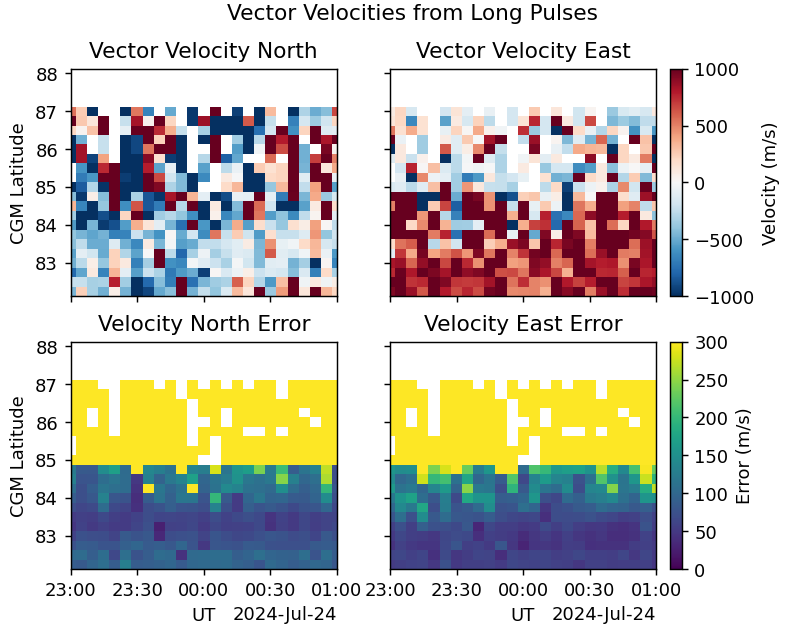 Vector Velocities from Long Pulses
Vector Velocity North
Vector Velocity East
88
87
86
85
84
83
CGM Latitude
1000
500
0
−500
−1000
Velocity (m/s)
Velocity North Error
Velocity East Error
88
87
86
85
84
83
CGM Latitude
300
250
200
150
100
50
0
Error (m/s)
23:00 23:30 00:00 00:30 01:00
23:00 23:30 00:00 00:30 01:00
UT 2024-Jul-24
UT 2024-Jul-24